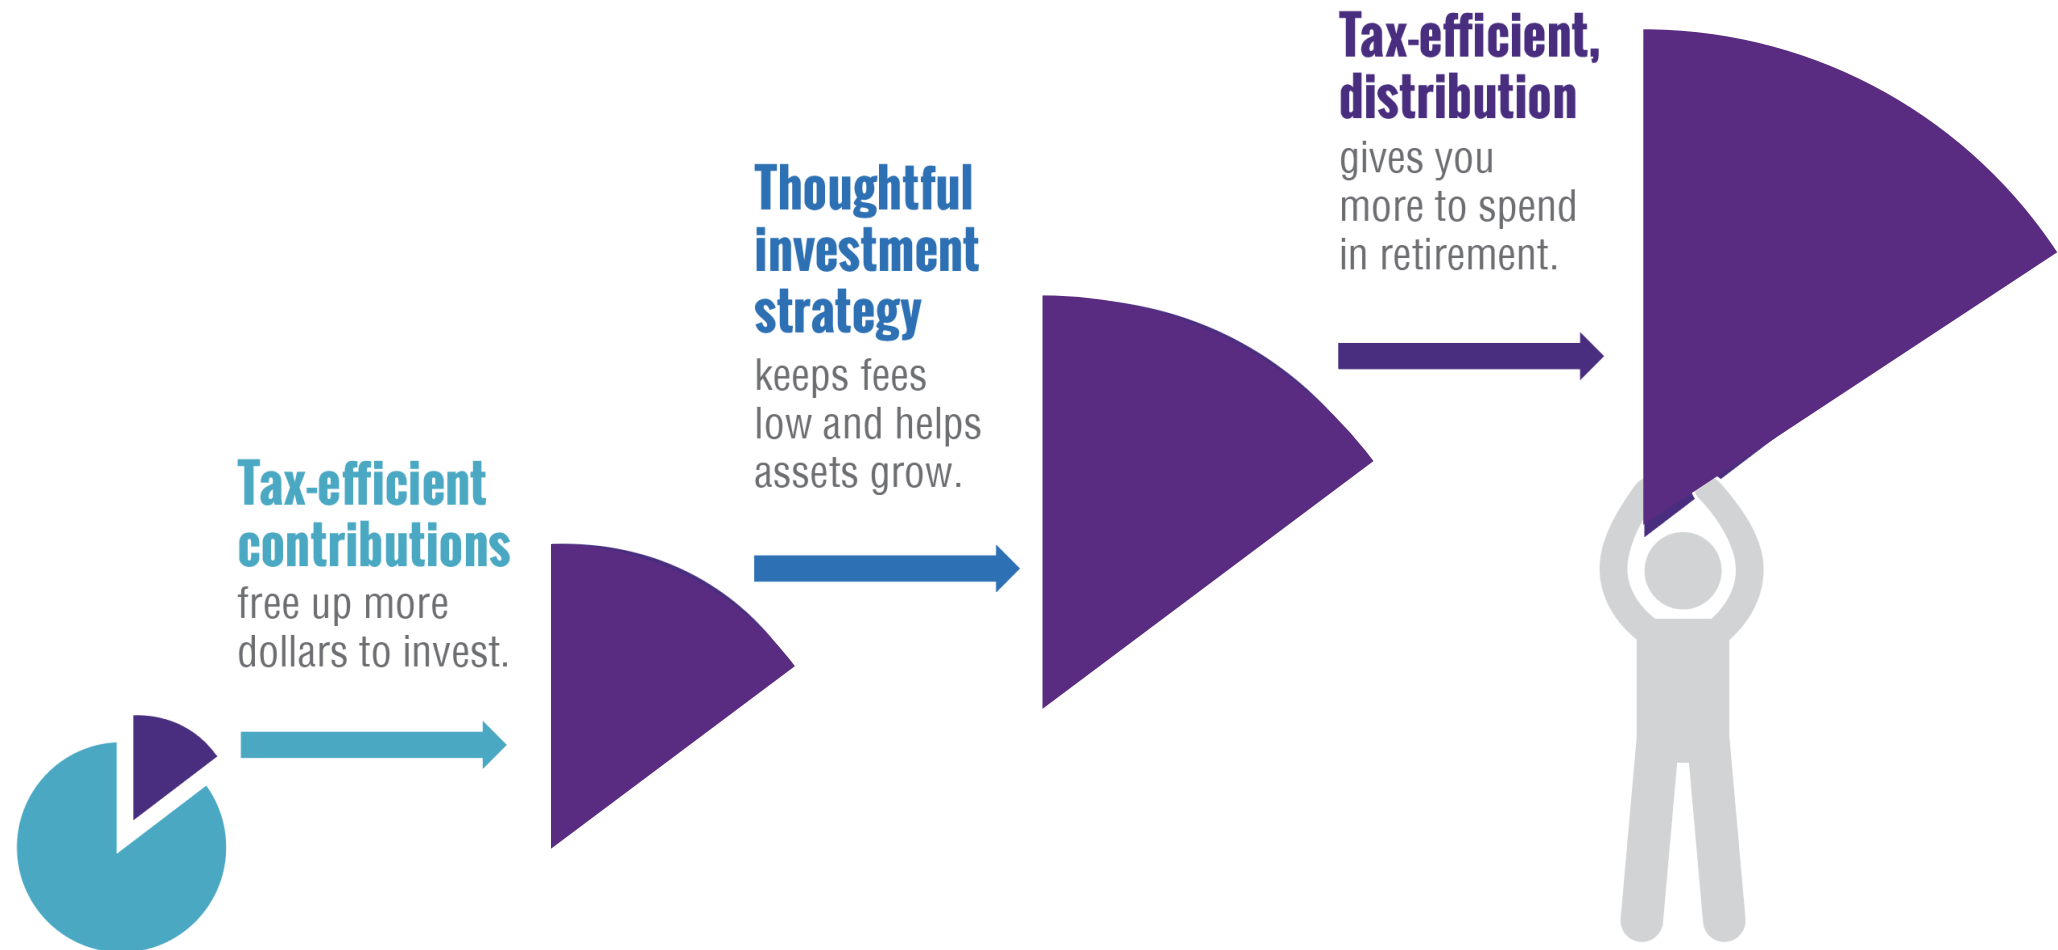 Tax-efficient
contributions
free up more
dollars to invest.
Thoughtful
investment
strategy
keeps fees
low and helps
assets grow.
Tax-efficient,
distribution
gives you
more to spend
in retirement.